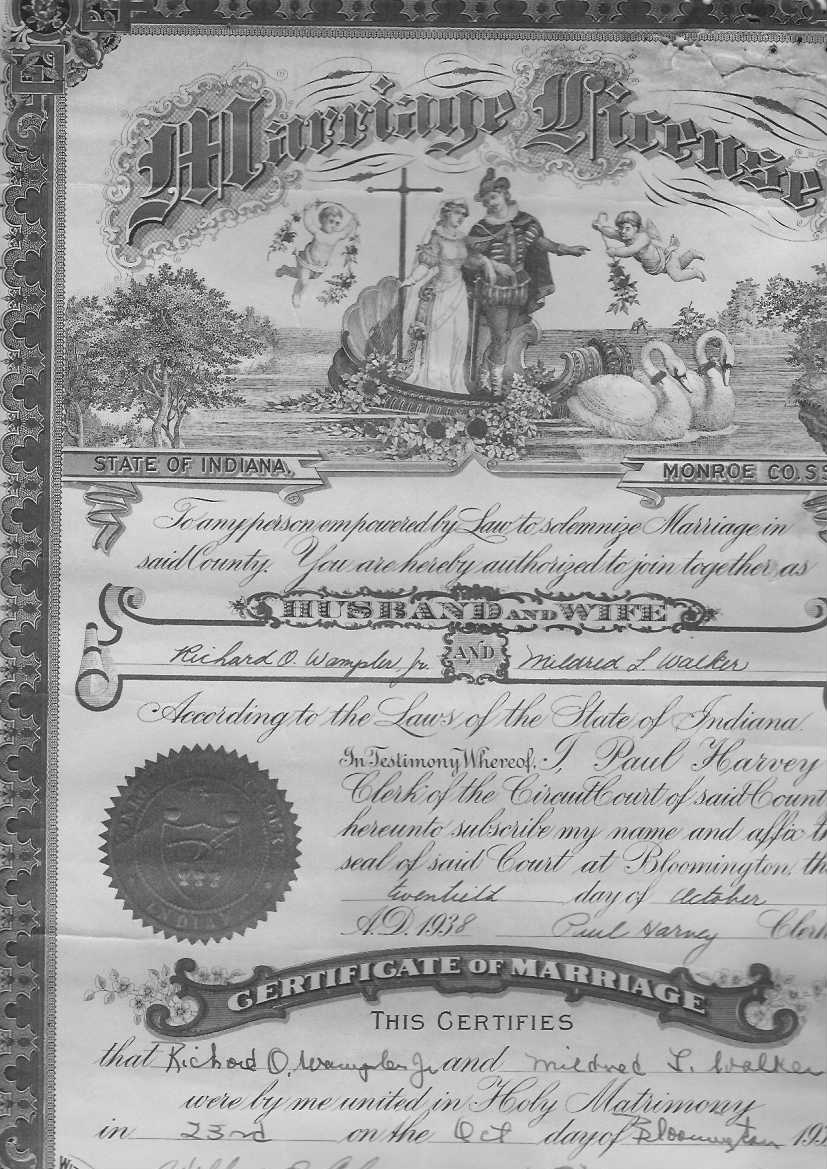 Marriage License
STATE OF INDIANA,
MONROE CO. SS
To any person empowered by Law to solemnize Marriage in
said County. You are hereby authorized to join together as
HUSBAND AND WIFE
Richard O. Wampler Jr. AND Mildred L Walker
According to the Laws of the State of Indiana.
In Testimony Whereof, I, Paul Harvey
Clerk of the Circuit Court of said Count
hereunto subscribe my name and affix th
seal of said Court at Bloomington, th
twentieth day of October
A.D. 1938 Paul Harvey Clerk
CERTIFICATE OF MARRIAGE
THIS CERTIFIES
that Richard O. Wampler Jr and Mildred L. Walker
were by me united in Holy Matrimony
in 23rd on the Oct day of Bloomington 193